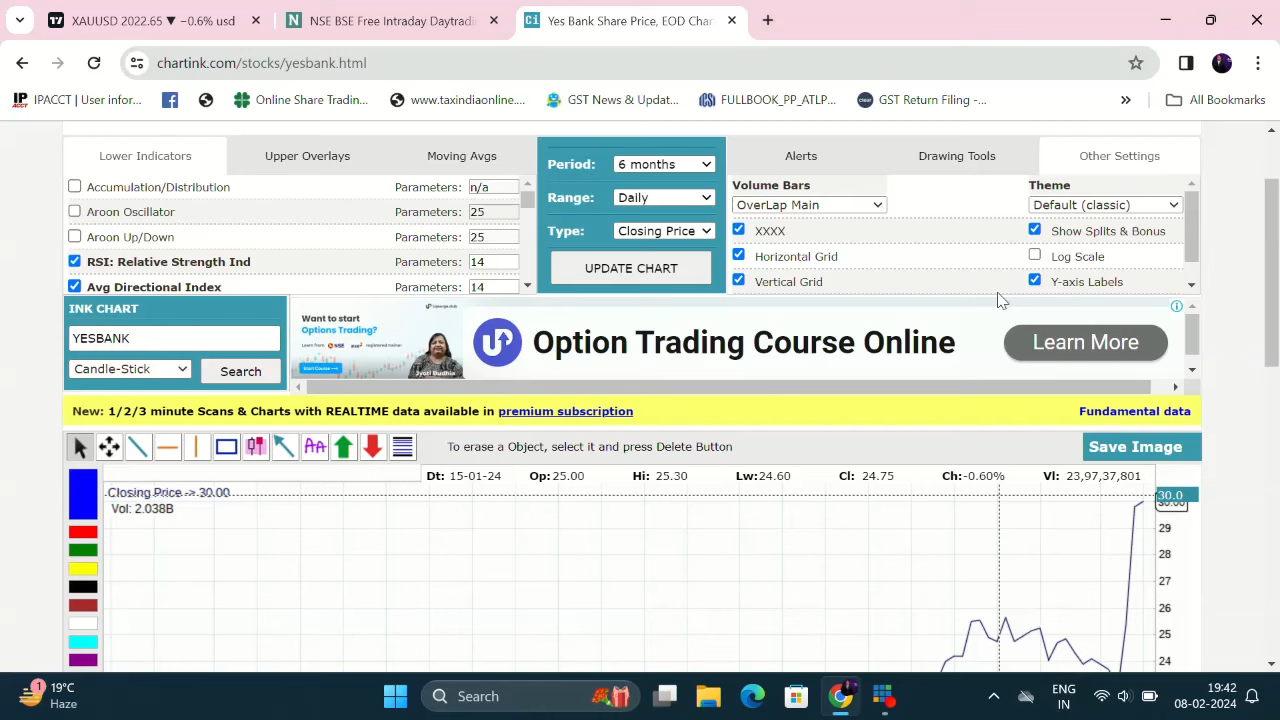 XAUUSD 2022.65 ▼ −0.6% usd
NSE BSE Free Intraday Daytradi
Yes Bank Share Price, EOD Char
chartink.com/stocks/yesbank.html
IPACCT | User infor...
Online Share Tradin...
www.taxindiaonline....
GST News & Updat...
FULLBOOK_PP_ATLP...
GST Return Filing -...
»
All Bookmarks
Lower Indicators
Upper Overlays
Moving Avgs
Period: 6 months
Alerts
Drawing Tools
Other Settings
Accumulation/Distribution Parameters: n/a
Aroon Oscillator Parameters: 25
Aroon Up/Down Parameters: 25
RSI: Relative Strength Ind Parameters: 14
Avg Directional Index Parameters: 14
Range: Daily
Type: Closing Price
UPDATE CHART
Volume Bars
OverLap Main
XXXX
Horizontal Grid
Vertical Grid
Theme
Default (classic)
Show Splits & Bonus
Log Scale
Y-axis Labels
INK CHART
YESBANK
Candle-Stick
Search
Want to start
Options Trading?
Start Course
Jyoti Budhia
Option Trading Course Online
Learn More
New: 1/2/3 minute Scans & Charts with REALTIME data available in premium subscription
Fundamental data
To erase a Object, select it and press Delete Button
Save Image
Dt: 15-01-24 Op:25.00 Hi: 25.30 Lw:24.60 Cl: 24.75 Ch:-0.60% Vl: 23,97,37,801
Closing Price -> 30.00
Vol: 2.038B
30.0
30.00
29
28
27
26
25
24
1
19°C
Haze
Search
ENG
IN
19:42
08-02-2024